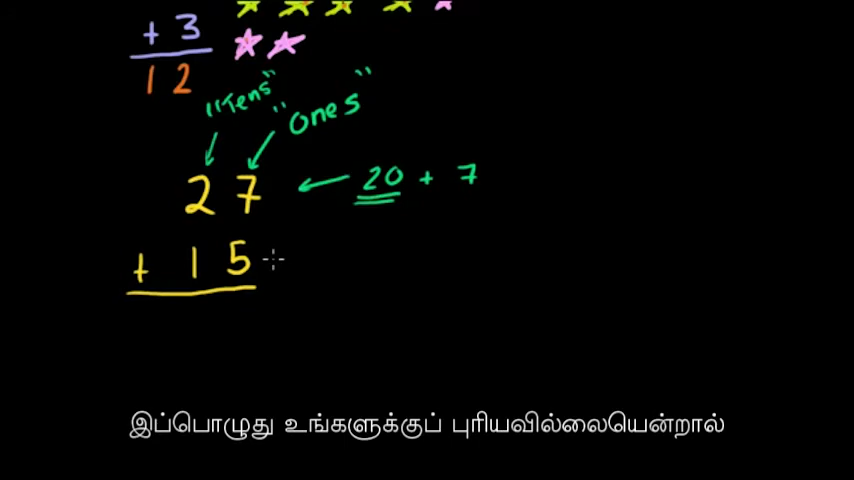 + 3
12
"Tens"
"ones"
27 ← 20 + 7
+ 15
இப்பொழுது உங்களுக்குப் புரியவில்லையென்றால்